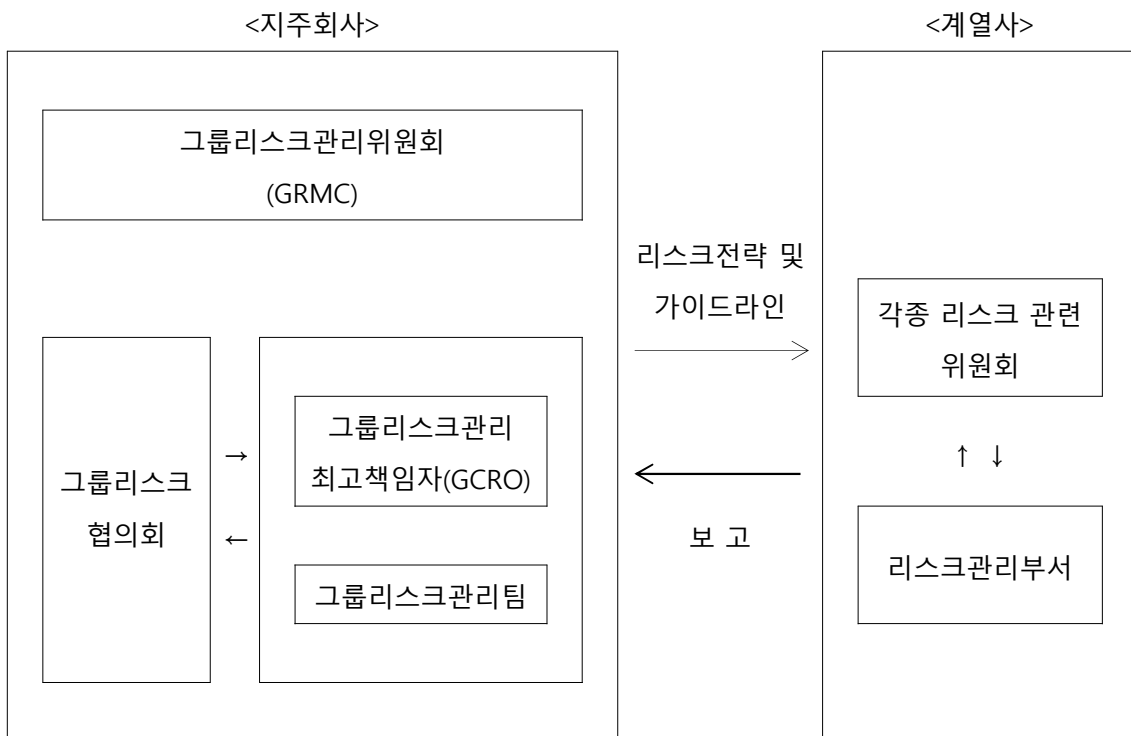 <지주회사>
<계열사>
그룹리스크관리위원회
(GRMC)
리스크전략 및
가이드라인
각종 리스크 관련
위원회
그룹리스크
협의회
→
←
그룹리스크관리
최고책임자(GCRO)
그룹리스크관리팀
보 고
↑ ↓
리스크관리부서